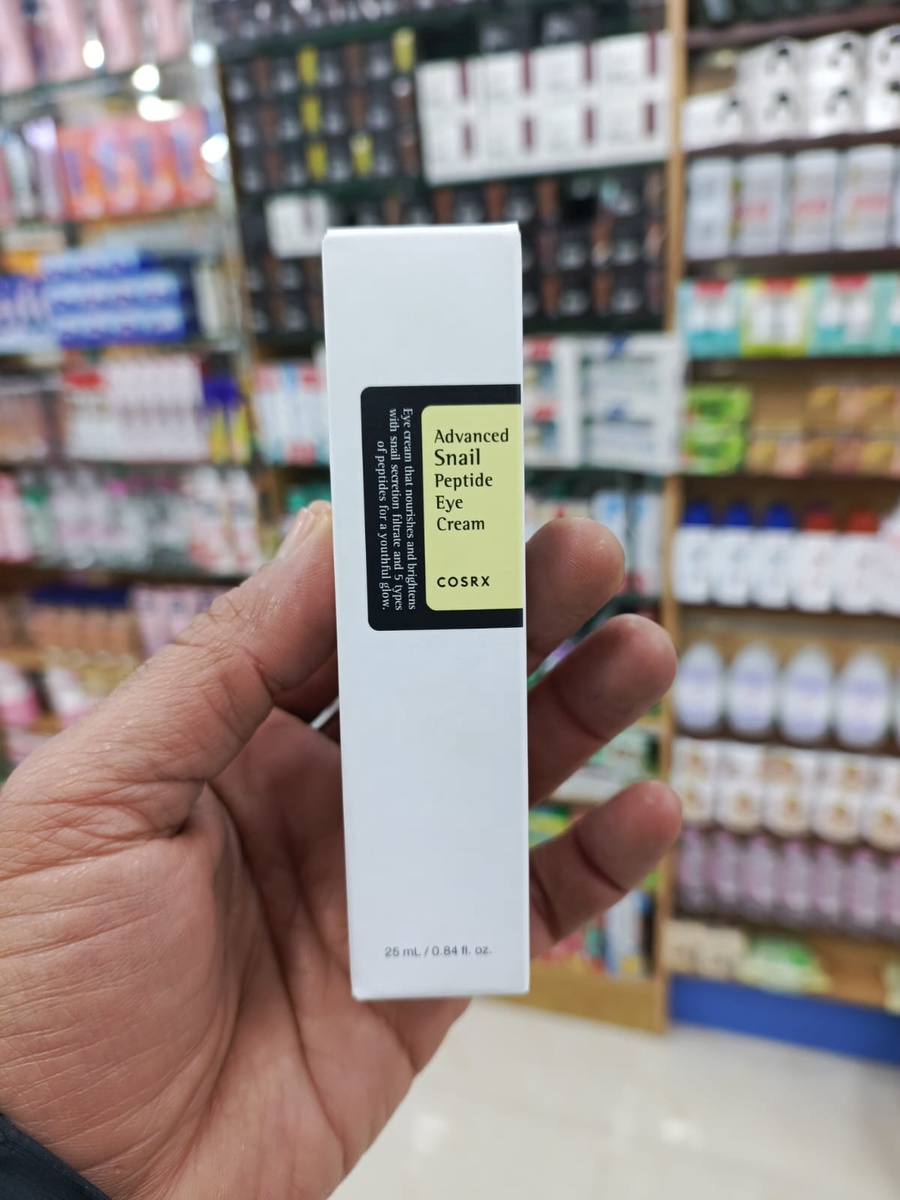 Advanced
Snail
Peptide
Eye
Cream
COSRX
Eye cream that nourishes and brightens
with snail secretion filtrate and 5 types
of peptides for a youthful glow.
25 mL / 0.84 fl. oz.